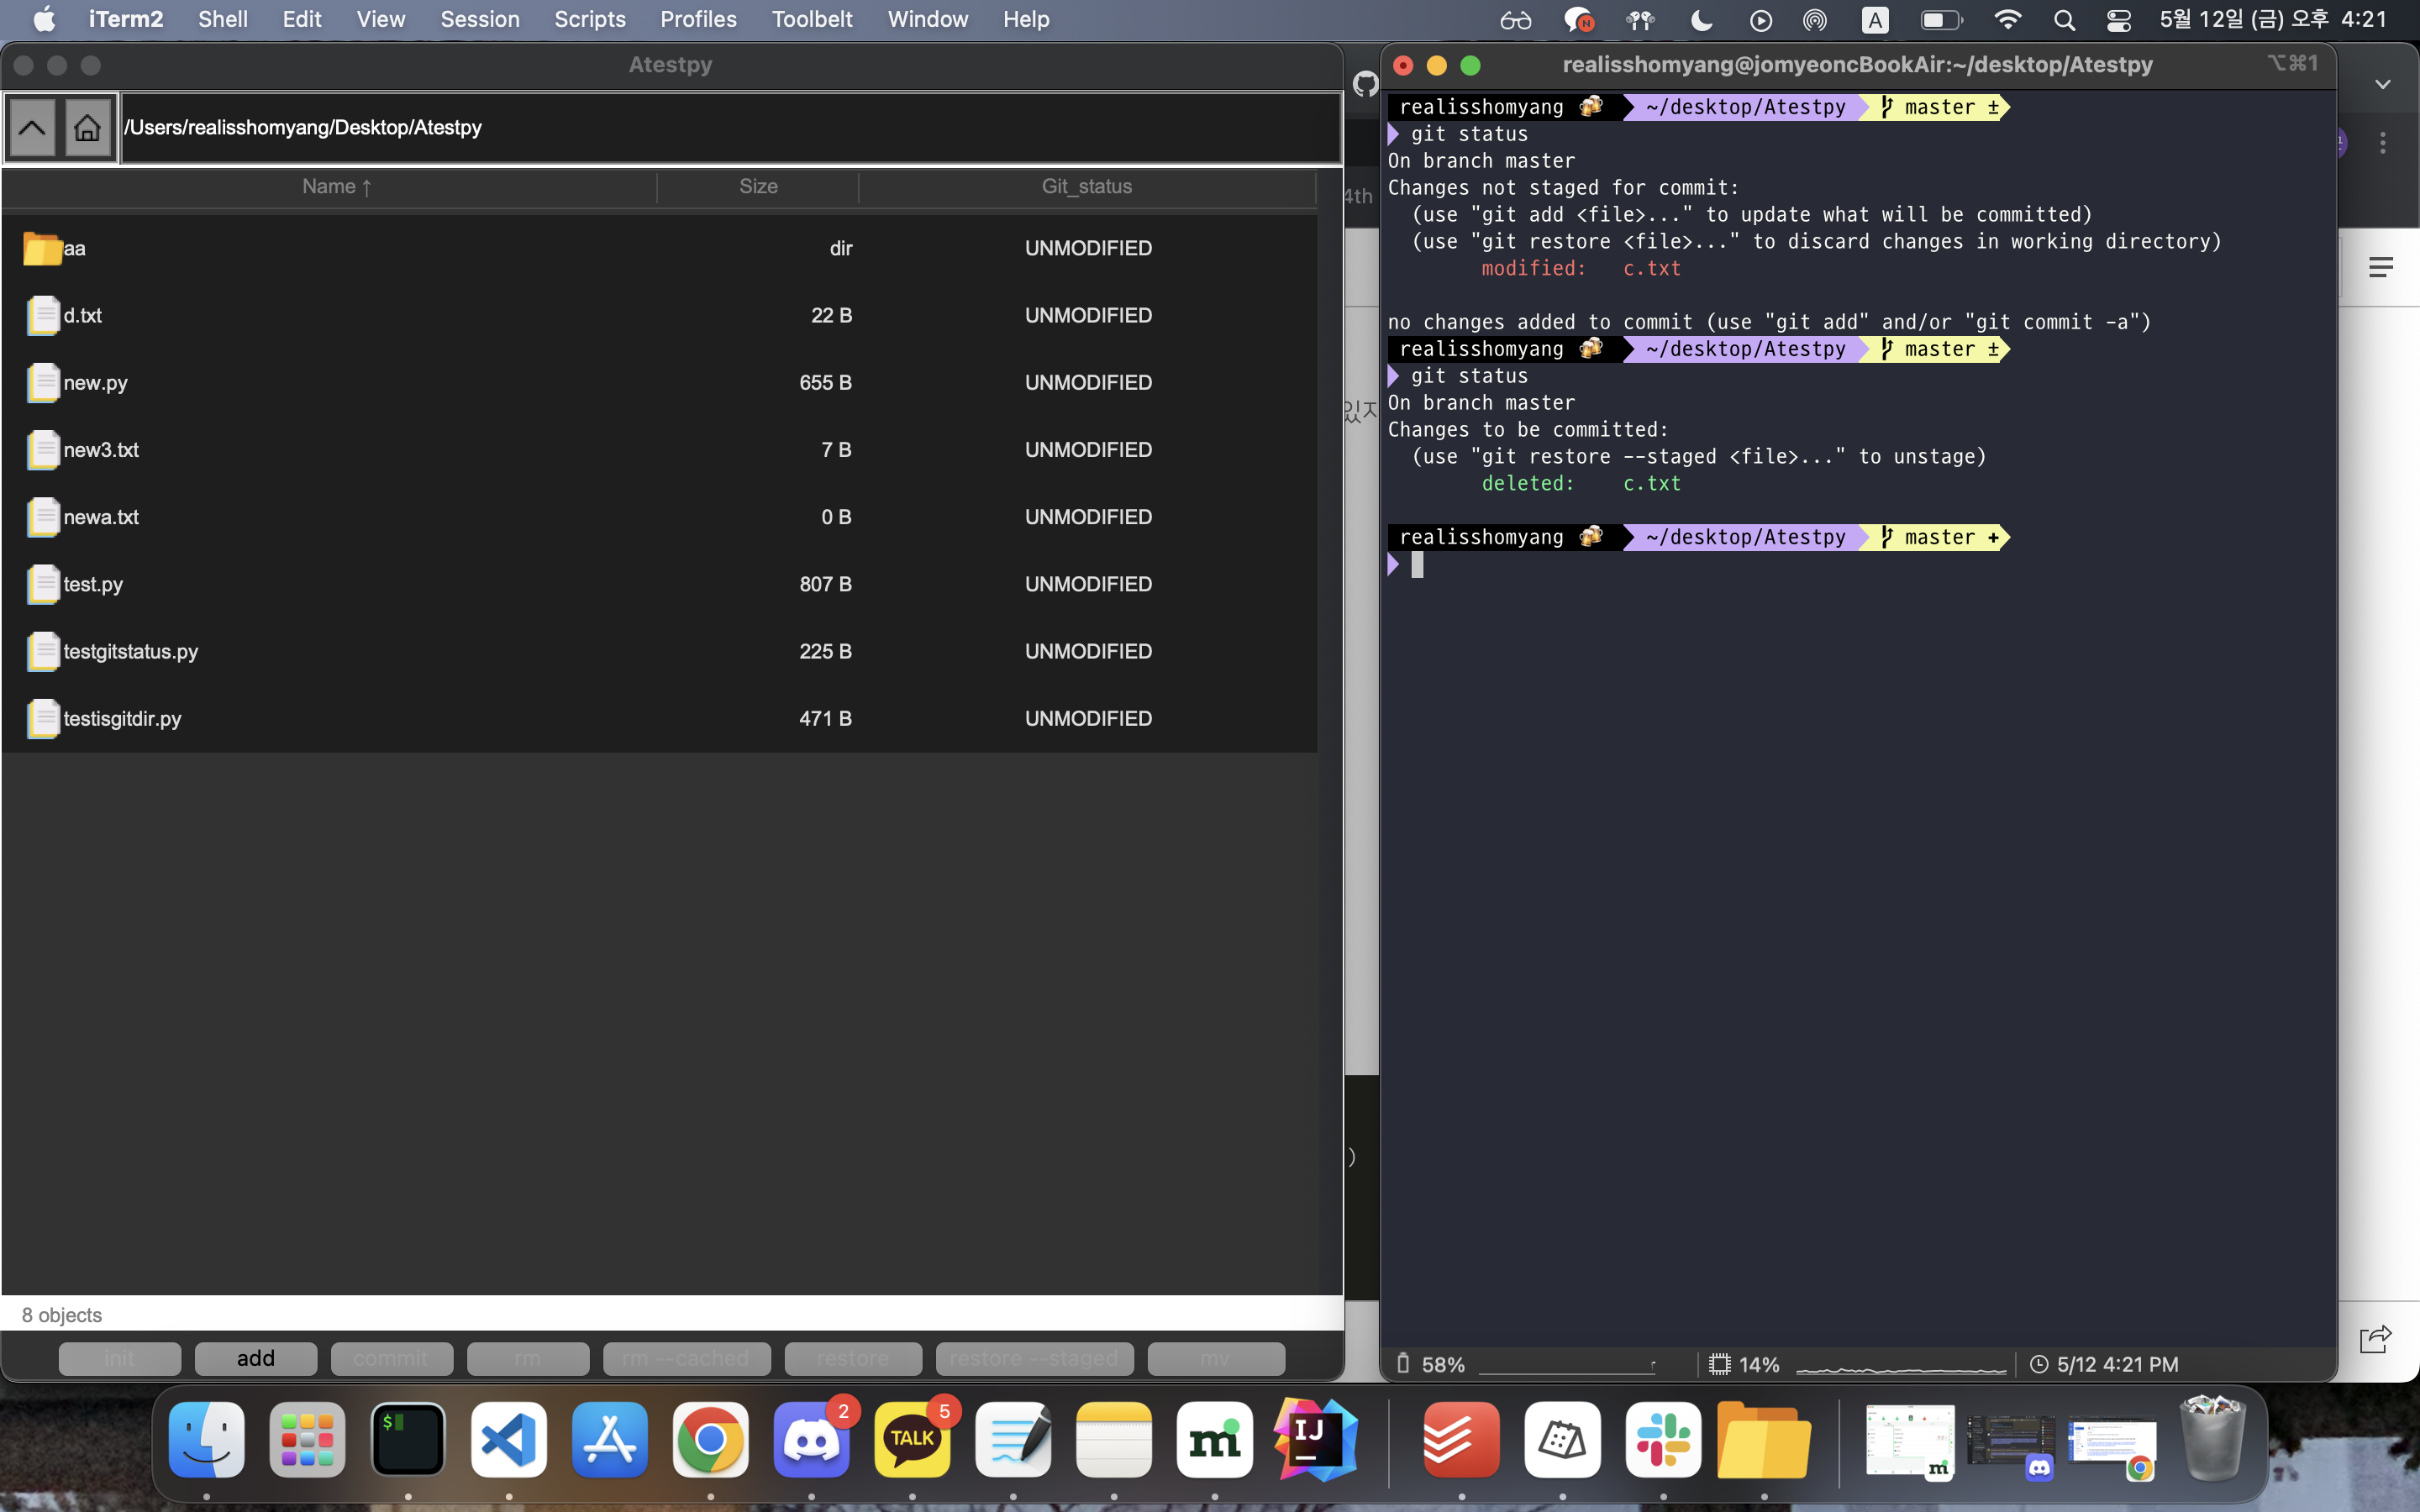 iTerm2 Shell Edit View Session Scripts Profiles Toolbelt Window Help
A
5월 12일 (금) 오후 4:21
Atestpy
/Users/realisshomyang/Desktop/Atestpy
Name ↑ Size Git_status
aa dir UNMODIFIED
d.txt 22 B UNMODIFIED
new.py 655 B UNMODIFIED
new3.txt 7 B UNMODIFIED
newa.txt 0 B UNMODIFIED
test.py 807 B UNMODIFIED
testgitstatus.py 225 B UNMODIFIED
testisgitdir.py 471 B UNMODIFIED
8 objects
init add commit rm rm --cached restore restore --staged mv
4th
있지
)
realisshomyang@jomyeoncBookAir:~/desktop/Atestpy ⌥⌘1
realisshomyang 🍻 ~/desktop/Atestpy master ±
git status
On branch master
Changes not staged for commit:
(use "git add <file>..." to update what will be committed)
(use "git restore <file>..." to discard changes in working directory)
modified: c.txt
no changes added to commit (use "git add" and/or "git commit -a")
realisshomyang 🍻 ~/desktop/Atestpy master ±
git status
On branch master
Changes to be committed:
(use "git restore --staged <file>..." to unstage)
deleted: c.txt
realisshomyang 🍻 ~/desktop/Atestpy master +
58% 14% 5/12 4:21 PM
$
2
TALK
5
m
IJ
m